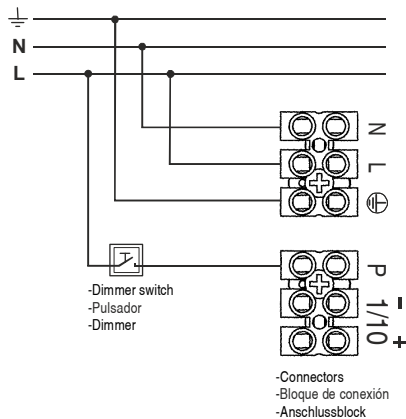 N
L
N
L
P
1/10
-
+
-Dimmer switch
-Pulsador
-Dimmer
-Connectors
-Bloque de conexión
-Anschlussblock